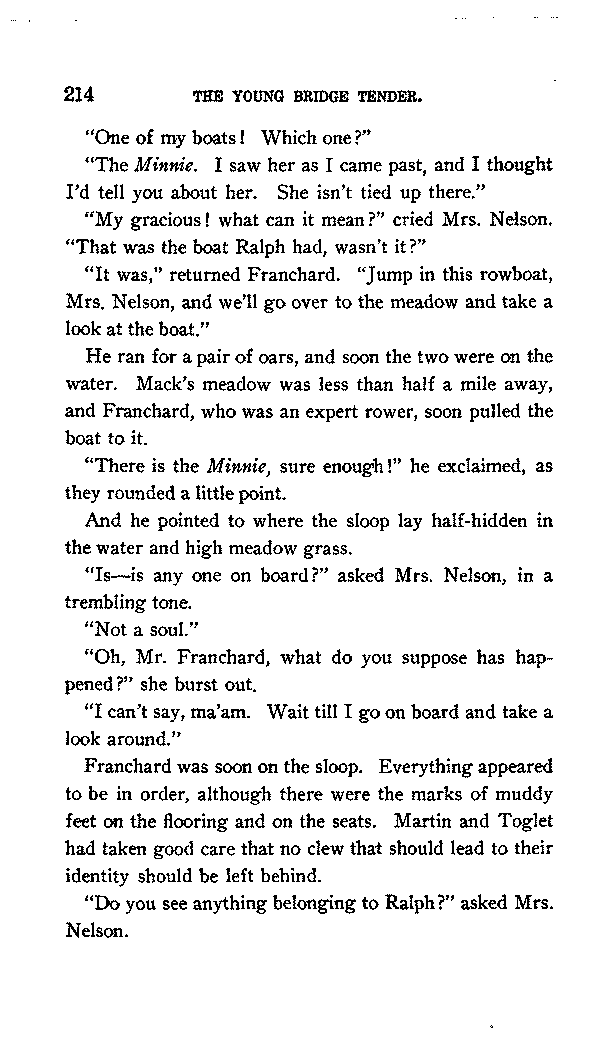 214 THE YOUNG BRIDGE TENDER.
“One of my boats! Which one?”
“The Minnie. I saw her as I came past, and I thought
I’d tell you about her. She isn’t tied up there.”
“My gracious! what can it mean?” cried Mrs. Nelson.
“That was the boat Ralph had, wasn’t it?”
“It was,” returned Franchard. “Jump in this rowboat,
Mrs. Nelson, and we’ll go over to the meadow and take a
look at the boat.”
He ran for a pair of oars, and soon the two were on the
water. Mack’s meadow was less than half a mile away,
and Franchard, who was an expert rower, soon pulled the
boat to it.
“There is the Minnie, sure enough!” he exclaimed, as
they rounded a little point.
And he pointed to where the sloop lay half-hidden in
the water and high meadow grass.
“Is—is any one on board?” asked Mrs. Nelson, in a
trembling tone.
“Not a soul.”
“Oh, Mr. Franchard, what do you suppose has hap-
pened?” she burst out.
“I can’t say, ma’am. Wait till I go on board and take a
look around.”
Franchard was soon on the sloop. Everything appeared
to be in order, although there were the marks of muddy
feet on the flooring and on the seats. Martin and Toglet
had taken good care that no clew that should lead to their
identity should be left behind.
“Do you see anything belonging to Ralph?” asked Mrs.
Nelson.